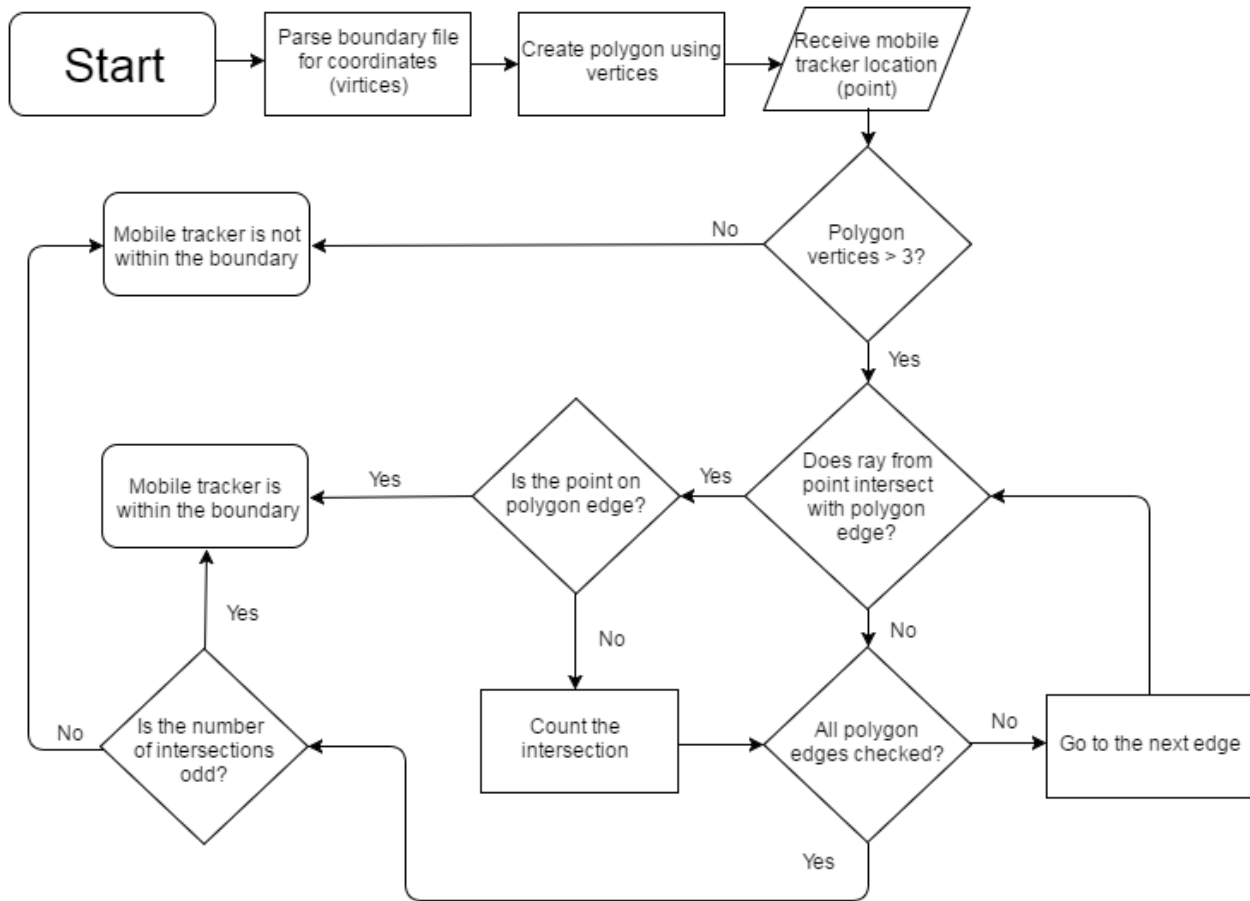 Start
Parse boundary file
for coordinates
(virtices)
Create polygon using
vertices
Receive mobile
tracker location
(point)
Polygon
vertices > 3?
No
Mobile tracker is not
within the boundary
Yes
Does ray from
point intersect
with polygon
edge?
Yes
Is the point on
polygon edge?
Yes
Mobile tracker is
within the boundary
No
Count the
intersection
No
All polygon
edges checked?
No
Go to the next edge
Yes
Is the number
of intersections
odd?
Yes
No